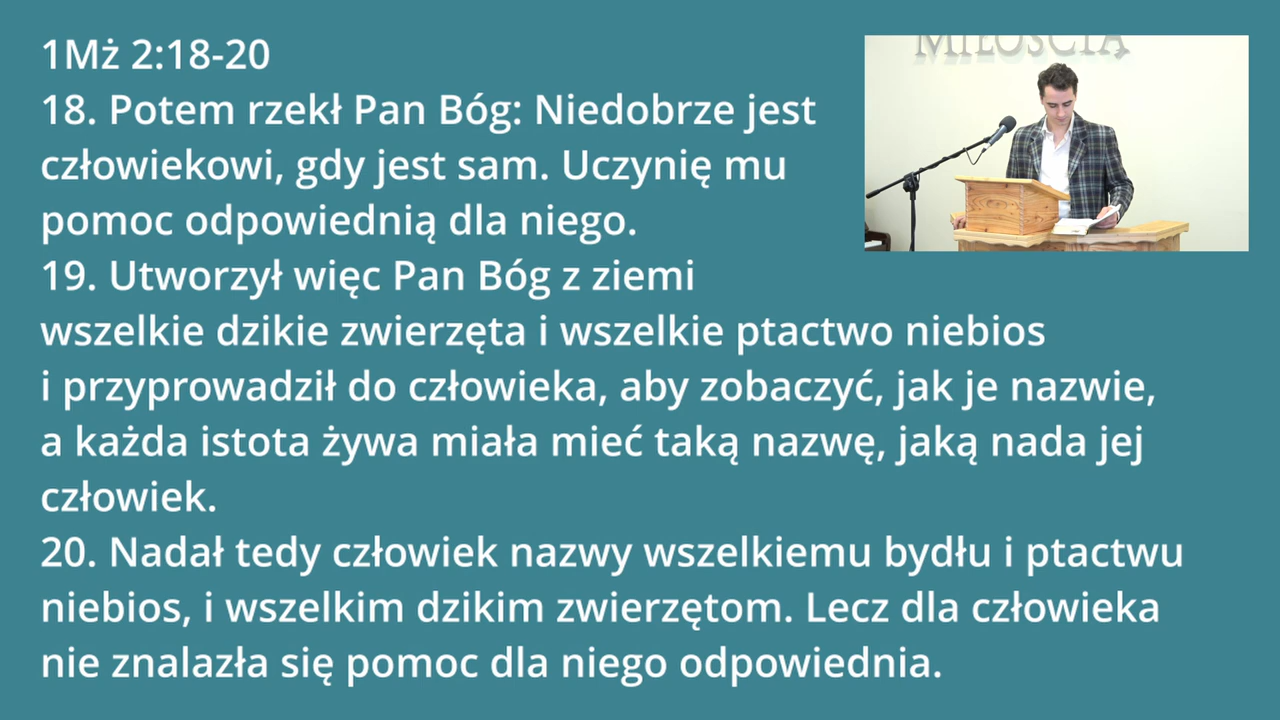 1Mż 2:18-20
18. Potem rzekł Pan Bóg: Niedobrze jest
człowiekowi, gdy jest sam. Uczynię mu
pomoc odpowiednią dla niego.
19. Utworzył więc Pan Bóg z ziemi
wszelkie dzikie zwierzęta i wszelkie ptactwo niebios
i przyprowadził do człowieka, aby zobaczyć, jak je nazwie,
a każda istota żywa miała mieć taką nazwę, jaką nada jej
człowiek.
20. Nadał tedy człowiek nazwy wszelkiemu bydłu i ptactwu
niebios, i wszelkim dzikim zwierzętom. Lecz dla człowieka
nie znalazła się pomoc dla niego odpowiednia.
MIŁOŚCIĄ